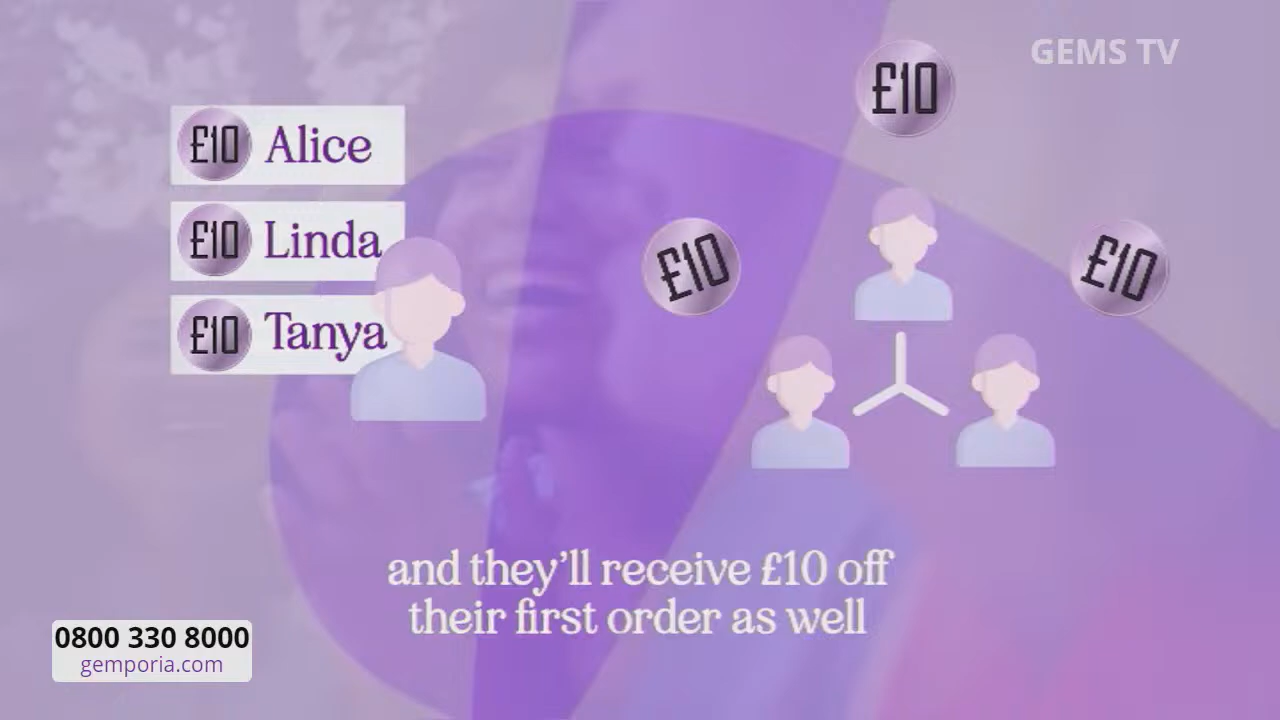 GEMS TV
£10
£10 Alice
£10 Linda
£10 Tanya
£10
£10
and they'll receive £10 off
their first order as well
0800 330 8000
gemporia.com